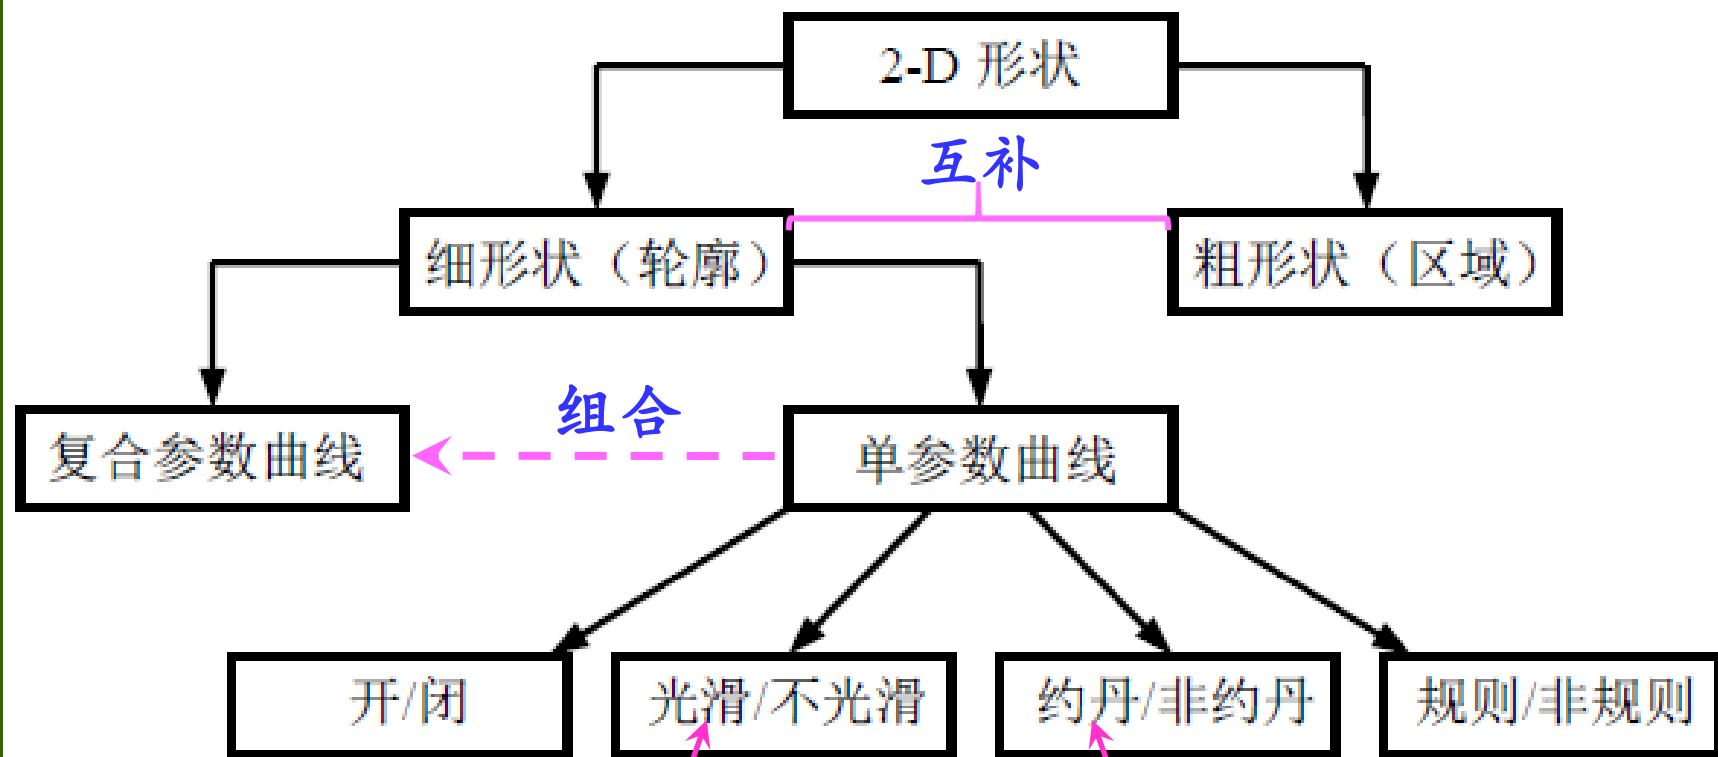 2-D 形状
互补
细形状（轮廓）
粗形状（区域）
组合
复合参数曲线
单参数曲线
开/闭
光滑/不光滑
约丹/非约丹
规则/非规则